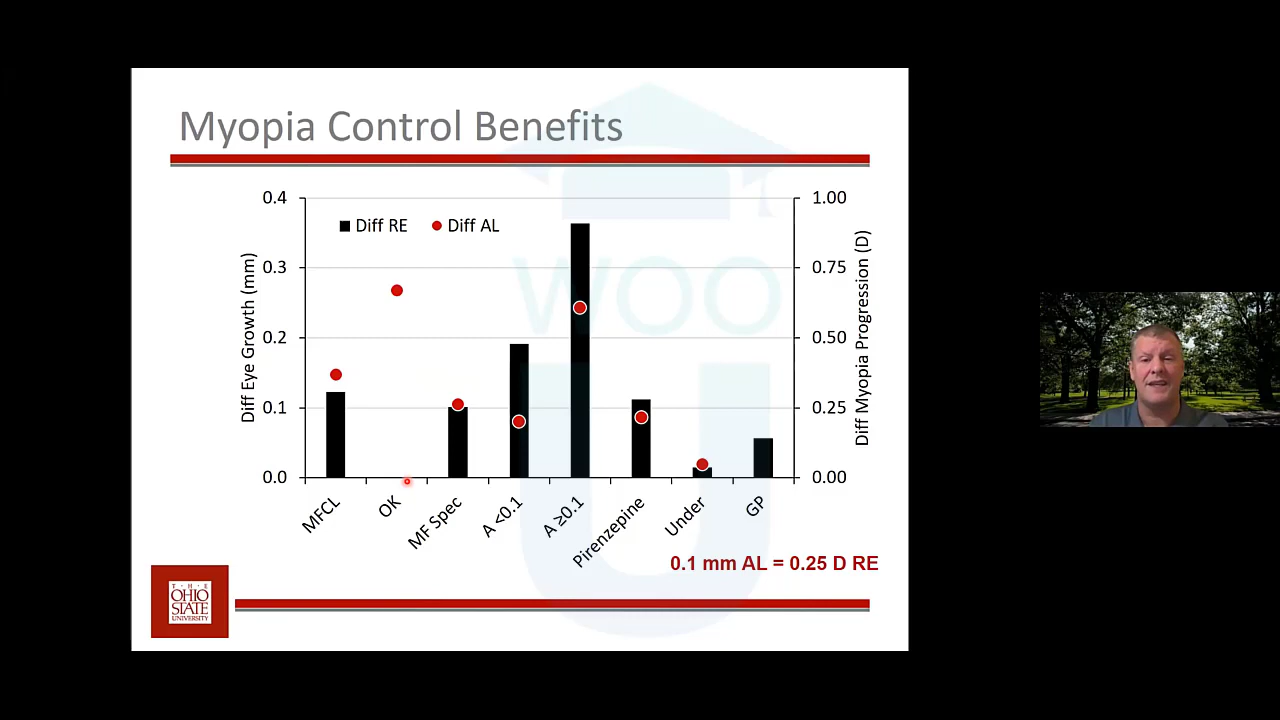 Myopia Control Benefits
0.4
0.3
0.2
0.1
0.0
Diff Eye Growth (mm)
Diff RE
Diff AL
1.00
0.75
0.50
0.25
0.00
Diff Myopia Progression (D)
MFCL
OK
MF Spec
A <0.1
A ≥0.1
Pirenzepine
Under
GP
0.1 mm AL = 0.25 D RE
WOO
U
T · H · E
OHIO
STATE
UNIVERSITY